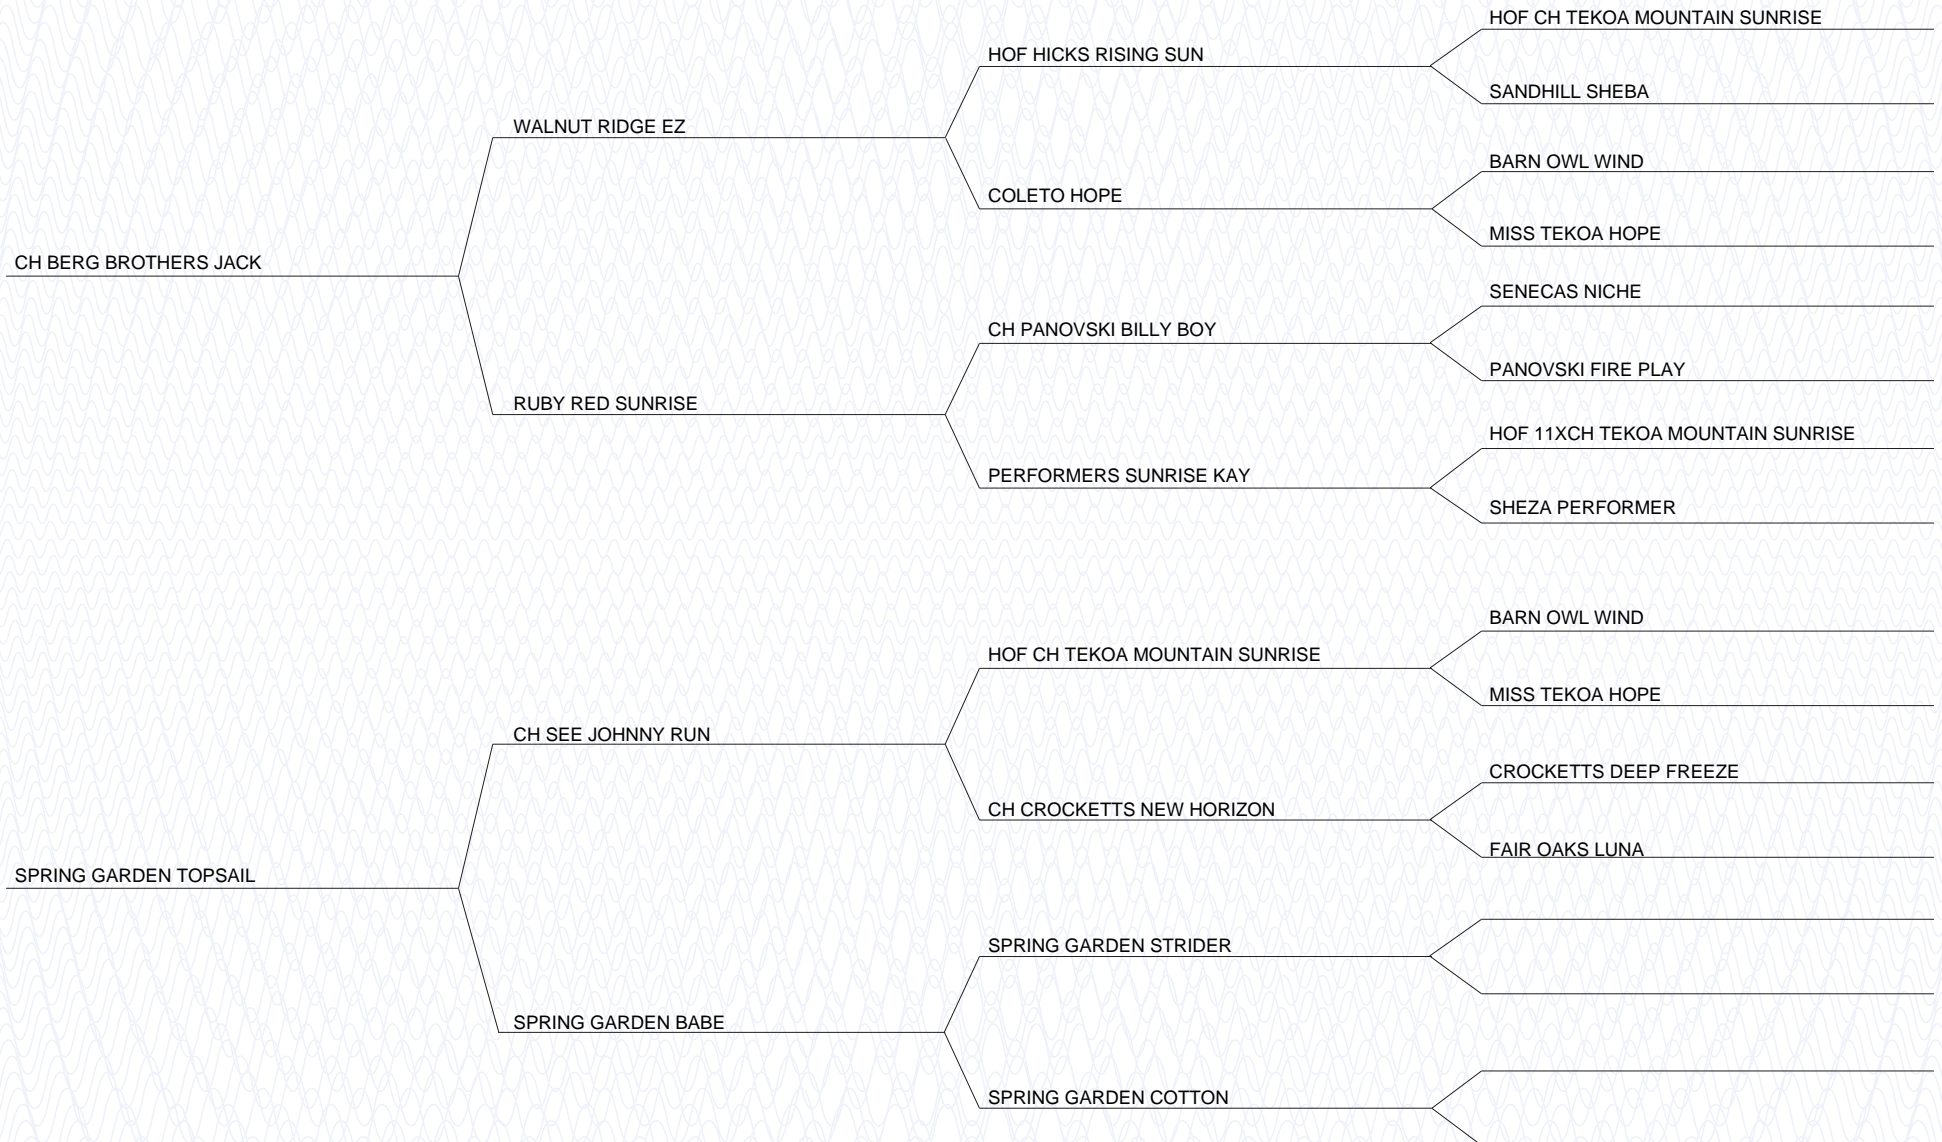 HOF CH TEKOA MOUNTAIN SUNRISE
HOF HICKS RISING SUN
SANDHILL SHEBA
WALNUT RIDGE EZ
BARN OWL WIND
COLETO HOPE
MISS TEKOA HOPE
CH BERG BROTHERS JACK
SENECAS NICHE
CH PANOVSKI BILLY BOY
PANOVSKI FIRE PLAY
RUBY RED SUNRISE
HOF 11XCH TEKOA MOUNTAIN SUNRISE
PERFORMERS SUNRISE KAY
SHEZA PERFORMER
BARN OWL WIND
HOF CH TEKOA MOUNTAIN SUNRISE
MISS TEKOA HOPE
CH SEE JOHNNY RUN
CROCKETTS DEEP FREEZE
CH CROCKETTS NEW HORIZON
FAIR OAKS LUNA
SPRING GARDEN TOPSAIL
SPRING GARDEN STRIDER
SPRING GARDEN BABE
SPRING GARDEN COTTON